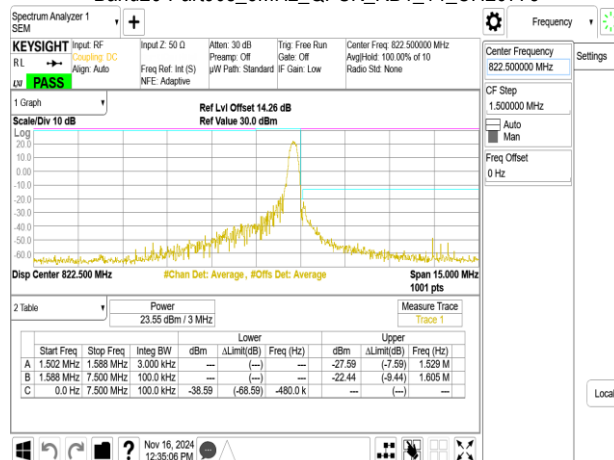 Spectrum Analyzer 1
SEM
Frequency
Settings
KEYSIGHT
RL
Input: RF
Coupling: DC
Align: Auto
Input Z: 50 Ω
Freq Ref: Int (S)
NFE: Adaptive
Atten: 30 dB
Preamp: Off
µW Path: Standard
Trig: Free Run
Gate: Off
IF Gain: Low
Center Freq: 822.500000 MHz
Avg|Hold: 100.00% of 10
Radio Std: None
LXI
PASS
Center Frequency
822.500000 MHz
CF Step
1.500000 MHz
Auto
Man
Freq Offset
0 Hz
1 Graph
Scale/Div 10 dB
Ref Lvl Offset 14.26 dB
Ref Value 30.0 dBm
Log
20.0
10.0
0.00
-10.0
-20.0
-30.0
-40.0
-50.0
-60.0
Disp Center 822.500 MHz
#Chan Det: Average, #Offs Det: Average
Span 15.000 MHz
1001 pts
2 Table
Power
23.55 dBm / 3 MHz
Measure Trace
Trace 1
Lower Upper
Start Freq Stop Freq Integ BW dBm ∆Limit(dB) Freq (Hz) dBm ∆Limit(dB) Freq (Hz)
A 1.502 MHz 1.588 MHz 3.000 kHz --- (---) --- -27.59 (-7.59) 1.529 M
B 1.588 MHz 7.500 MHz 100.0 kHz --- (---) --- -22.44 (-9.44) 1.605 M
C 0.0 Hz 7.500 MHz 100.0 kHz -38.59 (-68.59) -480.0 k --- (---) ---
Local
?
Nov 16, 2024
12:35:06 PM